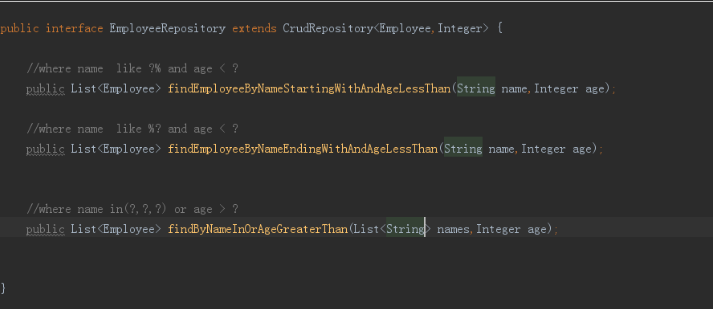 public interface EmployeeRepository extends CrudRepository<Employee,Integer> {
//where name  like ?% and age < ?
public List<Employee> findEmployeeByNameStartingWithAndAgeLessThan(String name,Integer age);
//where name  like %? and age < ?
public List<Employee> findEmployeeByNameEndingWithAndAgeLessThan(String name,Integer age);
//where name in(?,?,?) or age > ?
public List<Employee> findByNameInOrAgeGreaterThan(List<String> names,Integer age);
}